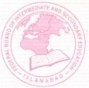 FEDERAL BOARD OF INTERMEDIATE AND SECONDARY EDUCATION
ISLAMABAD